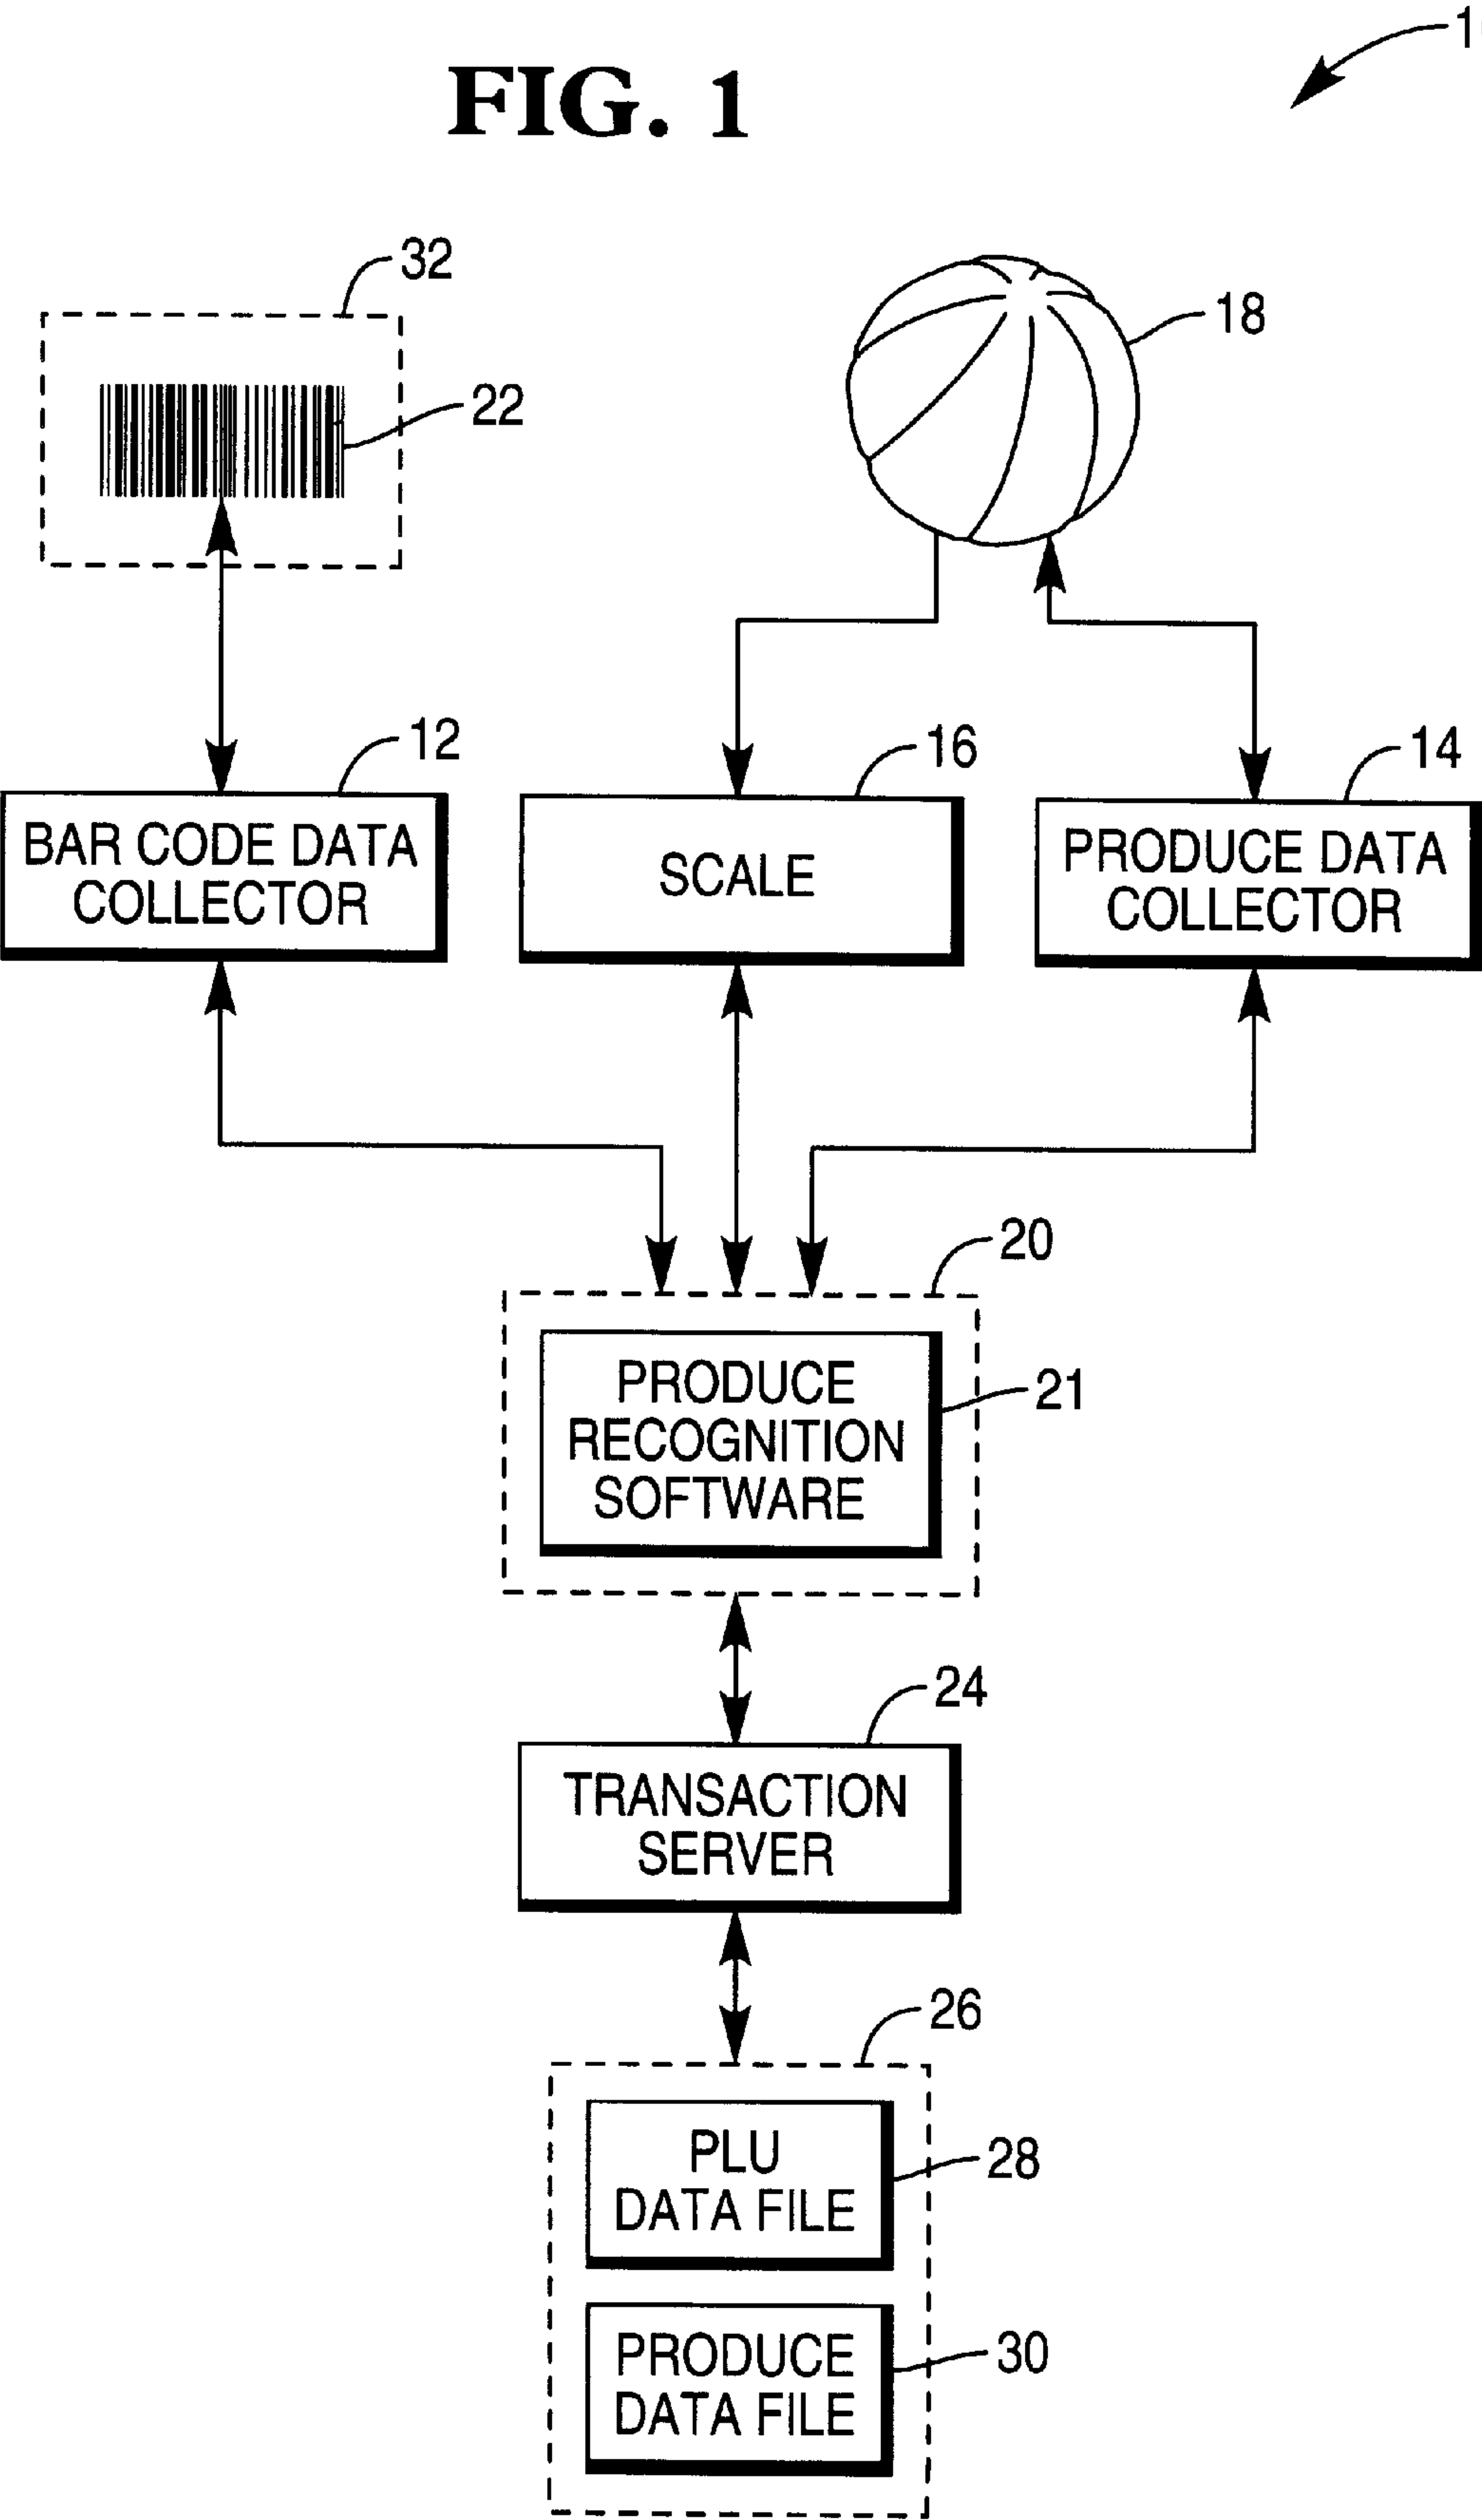 FIG. 1
32
18
22
12
16
14
BAR CODE DATA
COLLECTOR
SCALE
PRODUCE DATA
COLLECTOR
20
PRODUCE
RECOGNITION
SOFTWARE
21
24
TRANSACTION
SERVER
26
PLU
DATA FILE
28
PRODUCE
DATA FILE
30